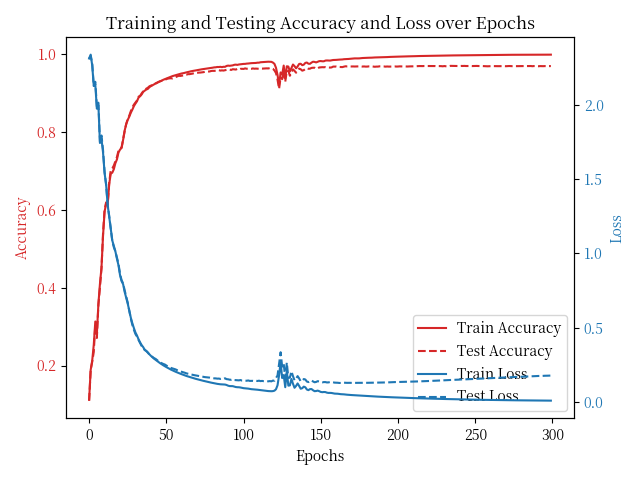 Training and Testing Accuracy and Loss over Epochs
1.0
0.8
0.6
0.4
0.2
Accuracy
2.0
1.5
1.0
0.5
0.0
Loss
Train Accuracy
Test Accuracy
Train Loss
Test Loss
0 50 100 150 200 250 300
Epochs